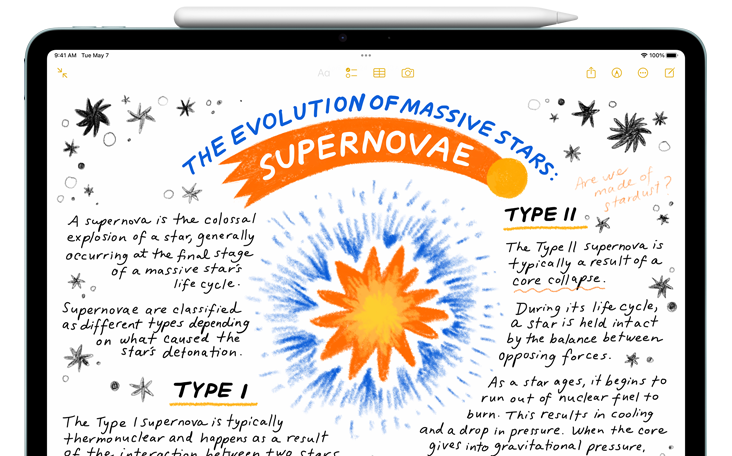 9:41 AM Tue May 7
100%
Aa
THE EVOLUTION OF MASSIVE STARS:
SUPERNOVAE
Are we
made of
stardust?
A supernova is the colossal
explosion of a star, generally
occurring at the final stage
of a massive star's
life cycle.
Supernovae are classified
as different types depending
on what caused the
star's detonation.
TYPE I
The Type I Supernova is typically
thermonuclear and happens as a result
of the interaction between two stars
TYPE II
The Type II supernova is
typically a result of a
core collapse.
During its life cycle,
a star is held intact
by the balance between
opposing forces.
As a star ages, it begins to
run out of nuclear fuel to
burn. This results in cooling
and a drop in pressure. When the core
gives into gravitational pressure,